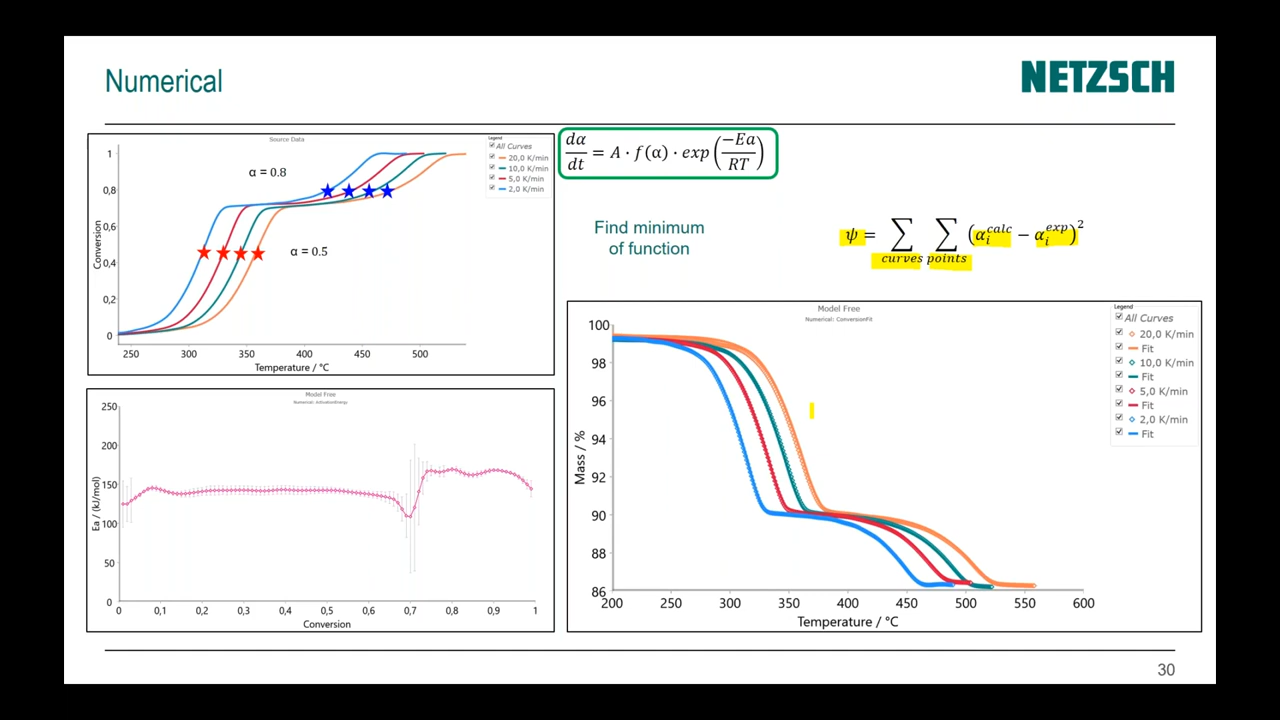 Numerical
NETZSCH
Source Data
Legend
All Curves
20,0 K/min
10,0 K/min
5,0 K/min
2,0 K/min
α = 0.8
α = 0.5
Conversion
1
0,8
0,6
0,4
0,2
0
250 300 350 400 450 500
Temperature / °C
dα/dt = A · f(α) · exp(−Ea/RT)
Find minimum
of function
ψ = ∑ ∑ (αᵢᶜᵃˡᶜ − αᵢᵉˣᵖ)²
curves points
Model Free
Numerical: ActivationEnergy
Ea / (kJ/mol)
250
200
150
100
50
0
0 0,1 0,2 0,3 0,4 0,5 0,6 0,7 0,8 0,9 1
Conversion
Model Free
Numerical: ConversionFit
Legend
All Curves
20,0 K/min
Fit
10,0 K/min
Fit
5,0 K/min
Fit
2,0 K/min
Fit
Mass / %
100
98
96
94
92
90
88
86
200 250 300 350 400 450 500 550 600
Temperature / °C
30